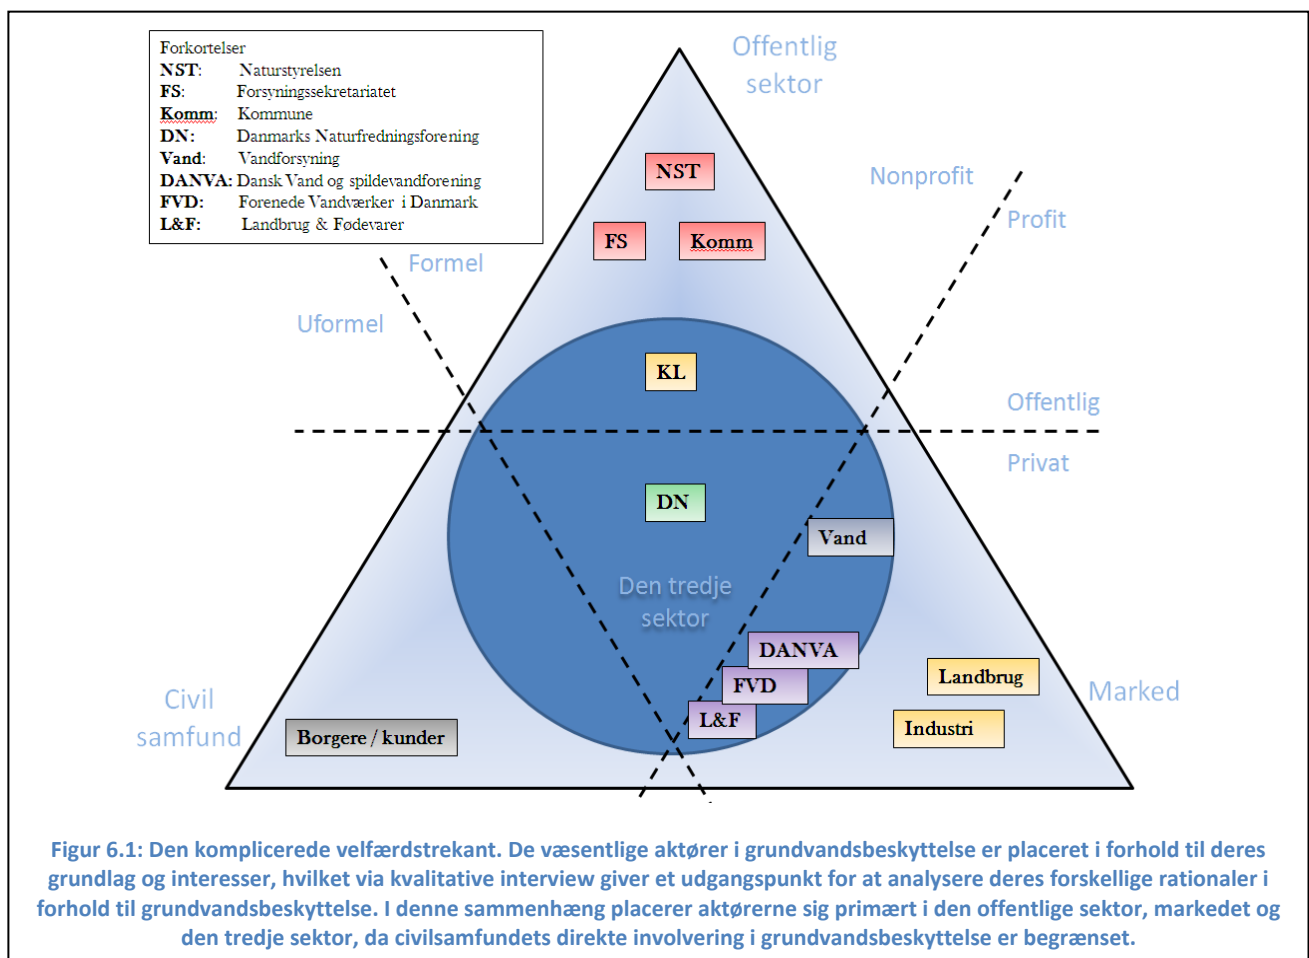 Forkortelser
NST: Naturstyrelsen
FS: Forsyningssekretariatet
Komm: Kommune
DN: Danmarks Naturfredningsforening
Vand: Vandforsyning
DANVA: Dansk Vand og spildevandforening
FVD: Forenede Vandværker i Danmark
L&F: Landbrug & Fødevarer
Offentlig
sektor
NST
Nonprofit
Profit
FS
Komm
Formel
Uformel
KL
Offentlig
Privat
DN
Vand
Den tredje
sektor
DANVA
FVD
L&F
Landbrug
Industri
Marked
Civil
samfund
Borgere / kunder
Figur 6.1: Den komplicerede velfærdstrekant. De væsentlige aktører i grundvandsbeskyttelse er placeret i forhold til deres
grundlag og interesser, hvilket via kvalitative interview giver et udgangspunkt for at analysere deres forskellige rationaler i
forhold til grundvandsbeskyttelse. I denne sammenhæng placerer aktørerne sig primært i den offentlige sektor, markedet og
den tredje sektor, da civilsamfundets direkte involvering i grundvandsbeskyttelse er begrænset.